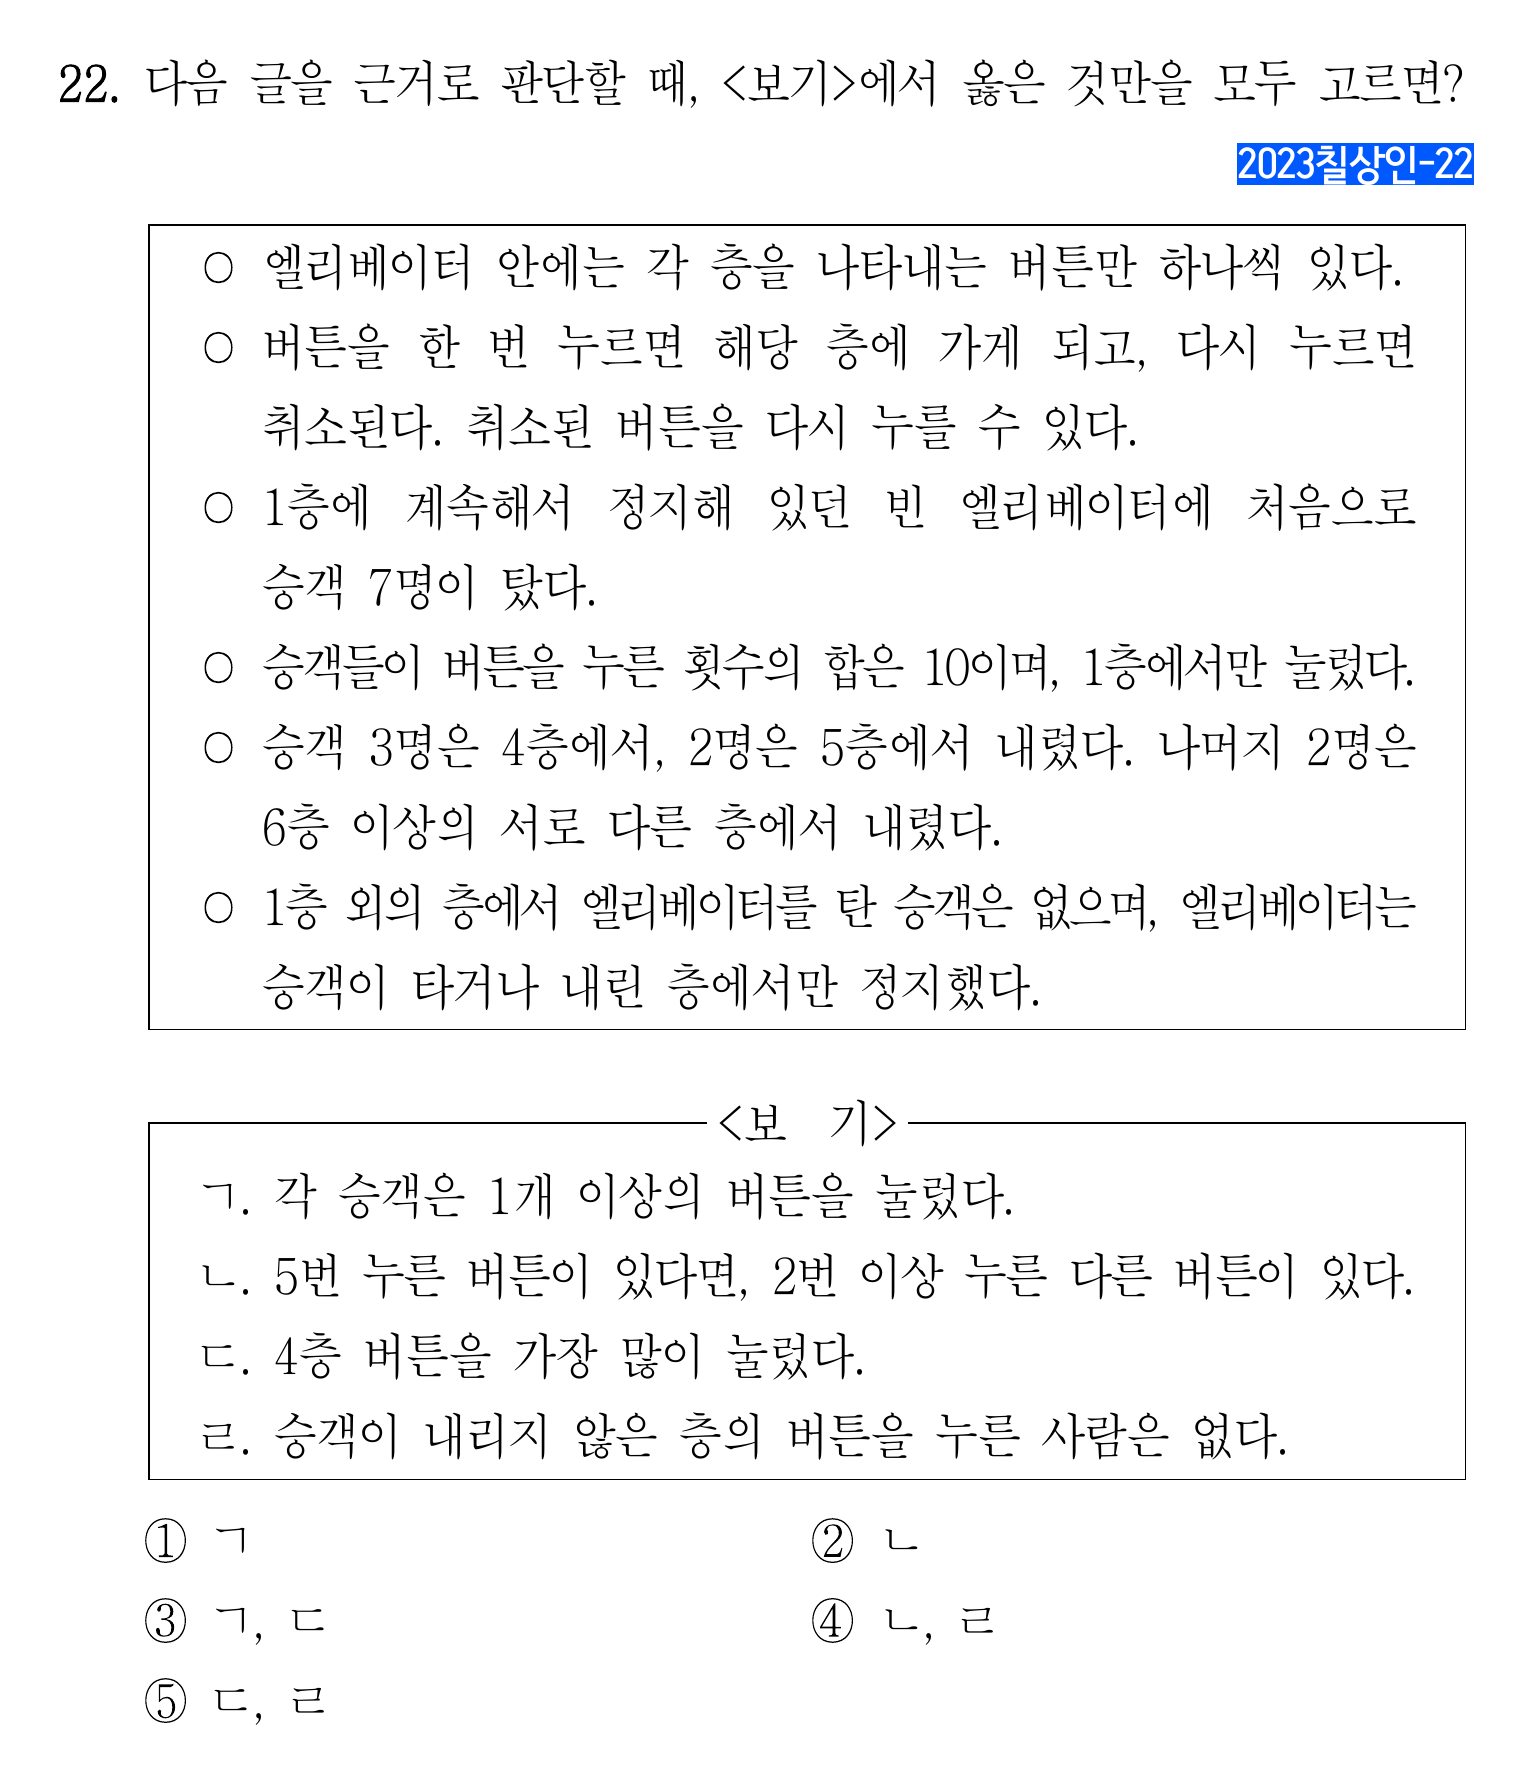 22. 다음 글을 근거로 판단할 때, <보기>에서 옳은 것만을 모두 고르면?
2023칠상인-22
○ 엘리베이터 안에는 각 층을 나타내는 버튼만 하나씩 있다.
○ 버튼을 한 번 누르면 해당 층에 가게 되고, 다시 누르면
취소된다. 취소된 버튼을 다시 누를 수 있다.
○ 1층에 계속해서 정지해 있던 빈 엘리베이터에 처음으로
승객 7명이 탔다.
○ 승객들이 버튼을 누른 횟수의 합은 10이며, 1층에서만 눌렀다.
○ 승객 3명은 4층에서, 2명은 5층에서 내렸다. 나머지 2명은
6층 이상의 서로 다른 층에서 내렸다.
○ 1층 외의 층에서 엘리베이터를 탄 승객은 없으며, 엘리베이터는
승객이 타거나 내린 층에서만 정지했다.
<보 기>
ㄱ. 각 승객은 1개 이상의 버튼을 눌렀다.
ㄴ. 5번 누른 버튼이 있다면, 2번 이상 누른 다른 버튼이 있다.
ㄷ. 4층 버튼을 가장 많이 눌렀다.
ㄹ. 승객이 내리지 않은 층의 버튼을 누른 사람은 없다.
① ㄱ ② ㄴ
③ ㄱ, ㄷ ④ ㄴ, ㄹ
⑤ ㄷ, ㄹ